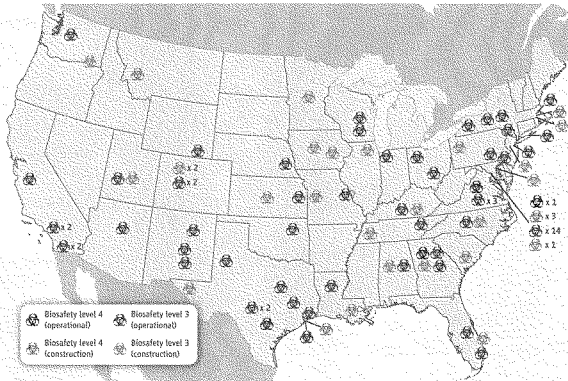 x 2
x 2
x 2
x 2
x 3
x 1
x 3
x 14
x 1
x 2
Biosafety level 4
(operational)
Biosafety level 3
(operational)
Biosafety level 4
(construction)
Biosafety level 3
(construction)